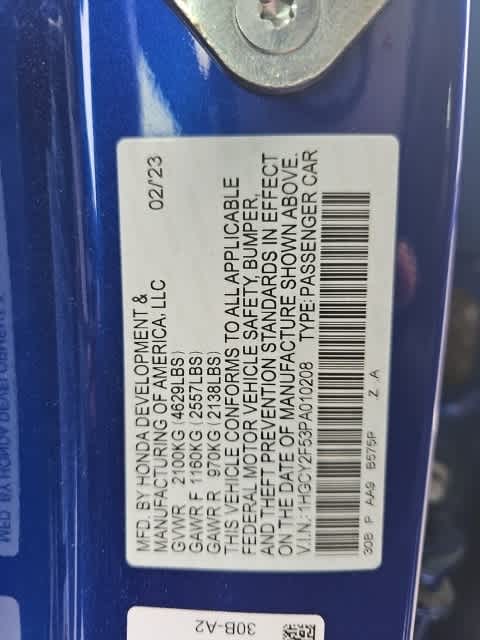 MFD. BY HONDA DEVELOPMENT &
MANUFACTURING OF AMERICA, LLC 02/'23
GVWR 2100KG (4629LBS)
GAWR F 1160KG (2557LBS)
GAWR R 970KG (2138LBS)
THIS VEHICLE CONFORMS TO ALL APPLICABLE
FEDERAL MOTOR VEHICLE SAFETY, BUMPER,
AND THEFT PREVENTION STANDARDS IN EFFECT
ON THE DATE OF MANUFACTURE SHOWN ABOVE.
V.I.N.: 1HGCY2F53PA010208 TYPE: PASSENGER CAR
30B P AA9 B575P Z A
30B-A2